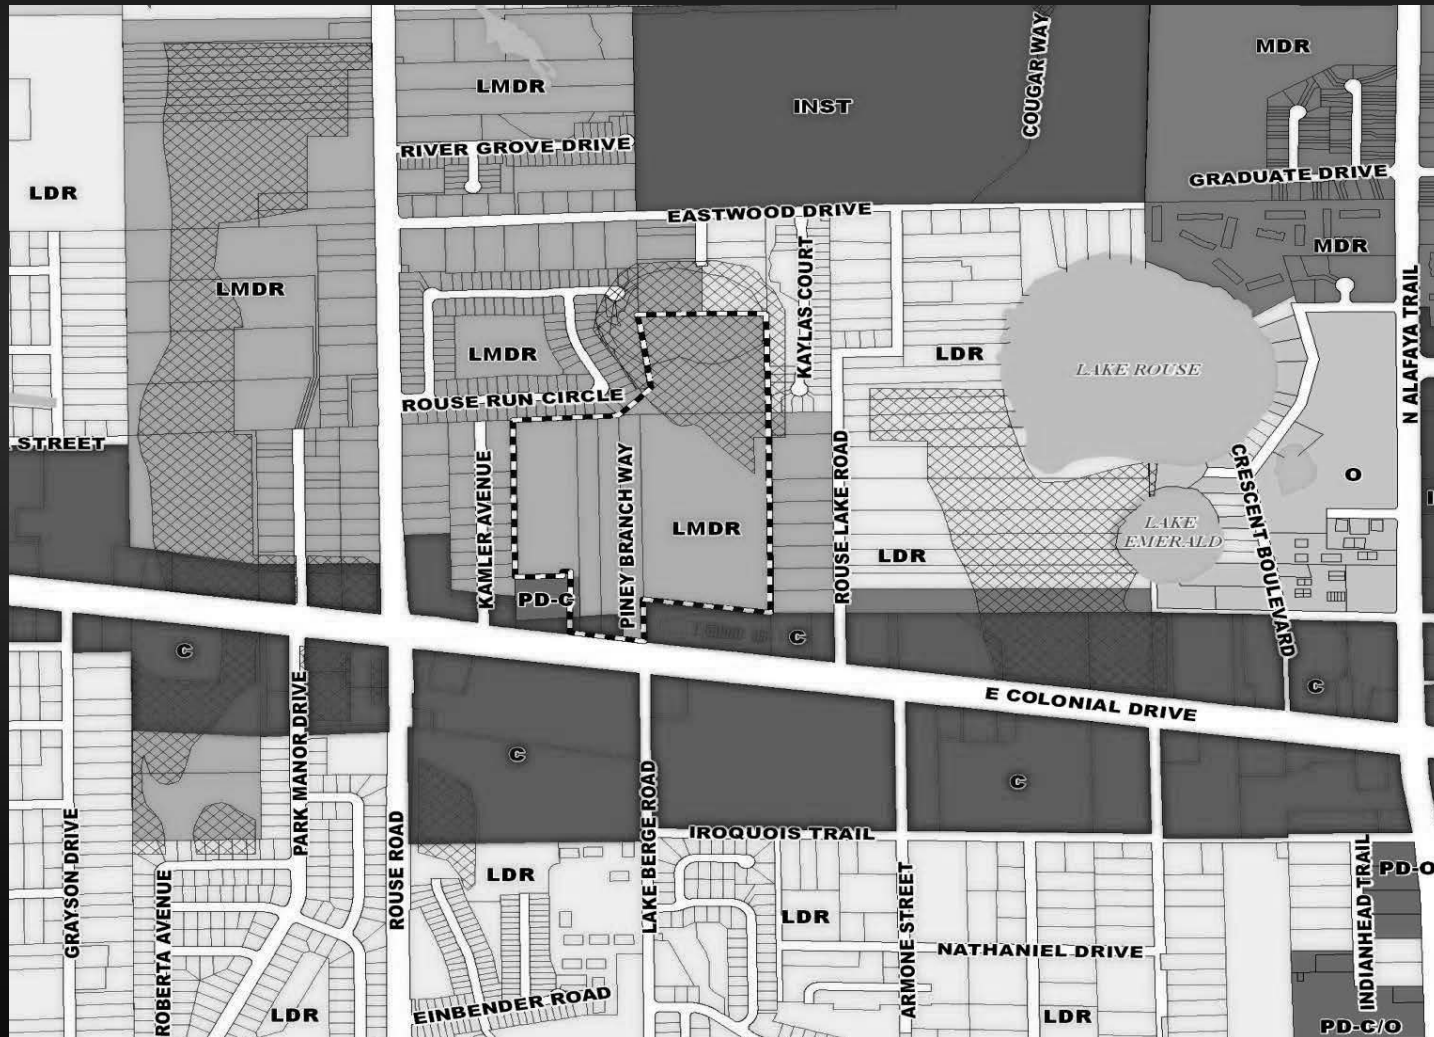 MDR
LMDR
INST
COUGAR WAY
RIVER GROVE DRIVE
GRADUATE DRIVE
LDR
EASTWOOD DRIVE
MDR
LMDR
KAYLAS COURT
N ALAFAYA TRAIL
LMDR
LDR
LAKE ROUSE
ROUSE RUN CIRCLE
STREET
KAMLER AVENUE
PINEY BRANCH WAY
ROUSE LAKE ROAD
CRESCENT BOULEVARD
O
LMDR
LAKE
EMERALD
LDR
PD-C
C
C
C
E COLONIAL DRIVE
PARK MANOR DRIVE
C
C
LAKE BERGE ROAD
IROQUOIS TRAIL
GRAYSON DRIVE
ROUSE ROAD
ROBERTA AVENUE
LDR
LDR
ARMONE STREET
NATHANIEL DRIVE
INDIANHEAD TRAIL
PD-O
EINBENDER ROAD
LDR
LDR
PD-C/O